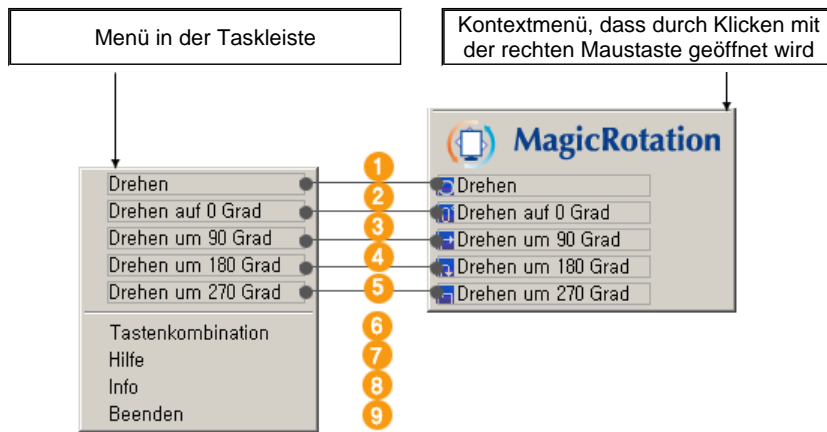 Menü in der Taskleiste
Kontextmenü, dass durch Klicken mit
der rechten Maustaste geöffnet wird
MagicRotation
Drehen
1
Drehen
Drehen auf 0 Grad
2
Drehen auf 0 Grad
Drehen um 90 Grad
3
Drehen um 90 Grad
Drehen um 180 Grad
4
Drehen um 180 Grad
Drehen um 270 Grad
5
Drehen um 270 Grad
Tastenkombination
6
Hilfe
7
Info
8
Beenden
9